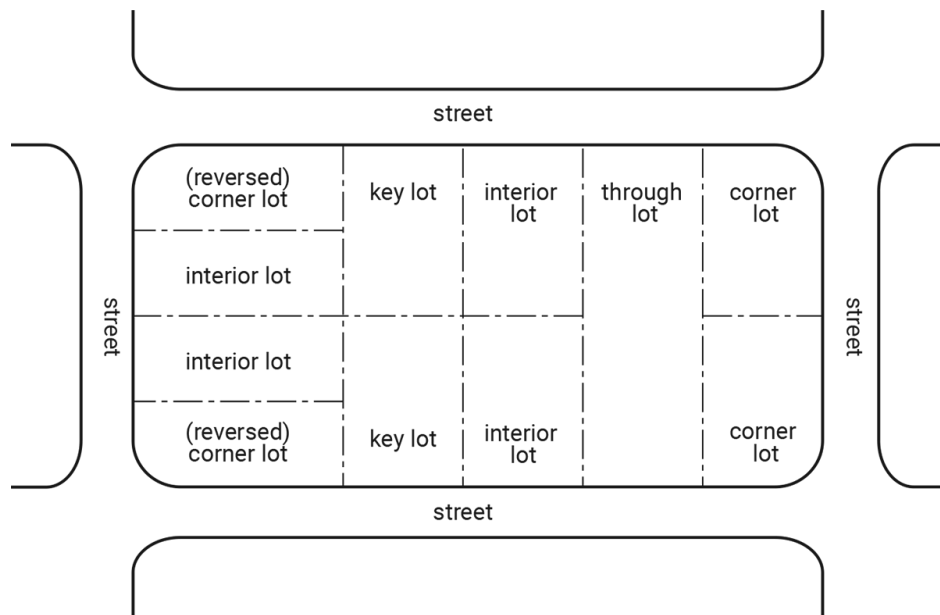 street
(reversed)
corner lot
key lot
interior
lot
through
lot
corner
lot
interior lot
street
street
interior lot
(reversed)
corner lot
key lot
interior
lot
corner
lot
street